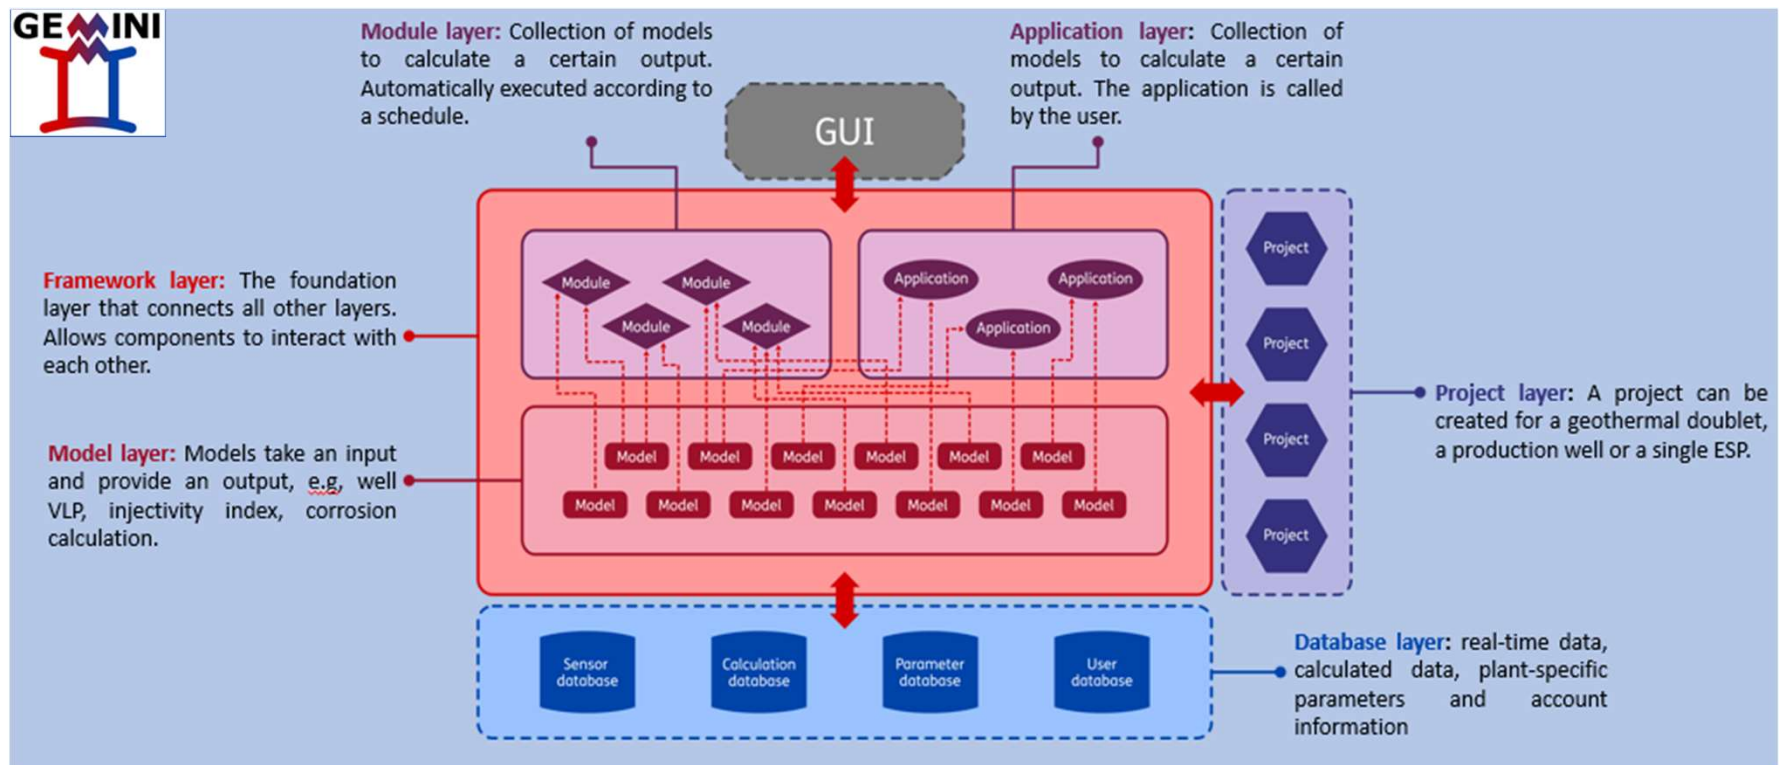 GEMINI
Module layer: Collection of models
to calculate a certain output.
Automatically executed according to
a schedule.
Application layer: Collection of
models to calculate a certain
output. The application is called
by the user.
GUI
Framework layer: The foundation
layer that connects all other layers.
Allows components to interact with
each other.
Module
Module
Module
Module
Application
Application
Application
Project
Project
Project
Project
Project layer: A project can be
created for a geothermal doublet,
a production well or a single ESP.
Model layer: Models take an input
and provide an output, e.g, well
VLP, injectivity index, corrosion
calculation.
Model
Model
Model
Model
Model
Model
Model
Model
Model
Model
Model
Model
Model
Sensor
database
Calculation
database
Parameter
database
User
database
Database layer: real-time data,
calculated data, plant-specific
parameters and account
information